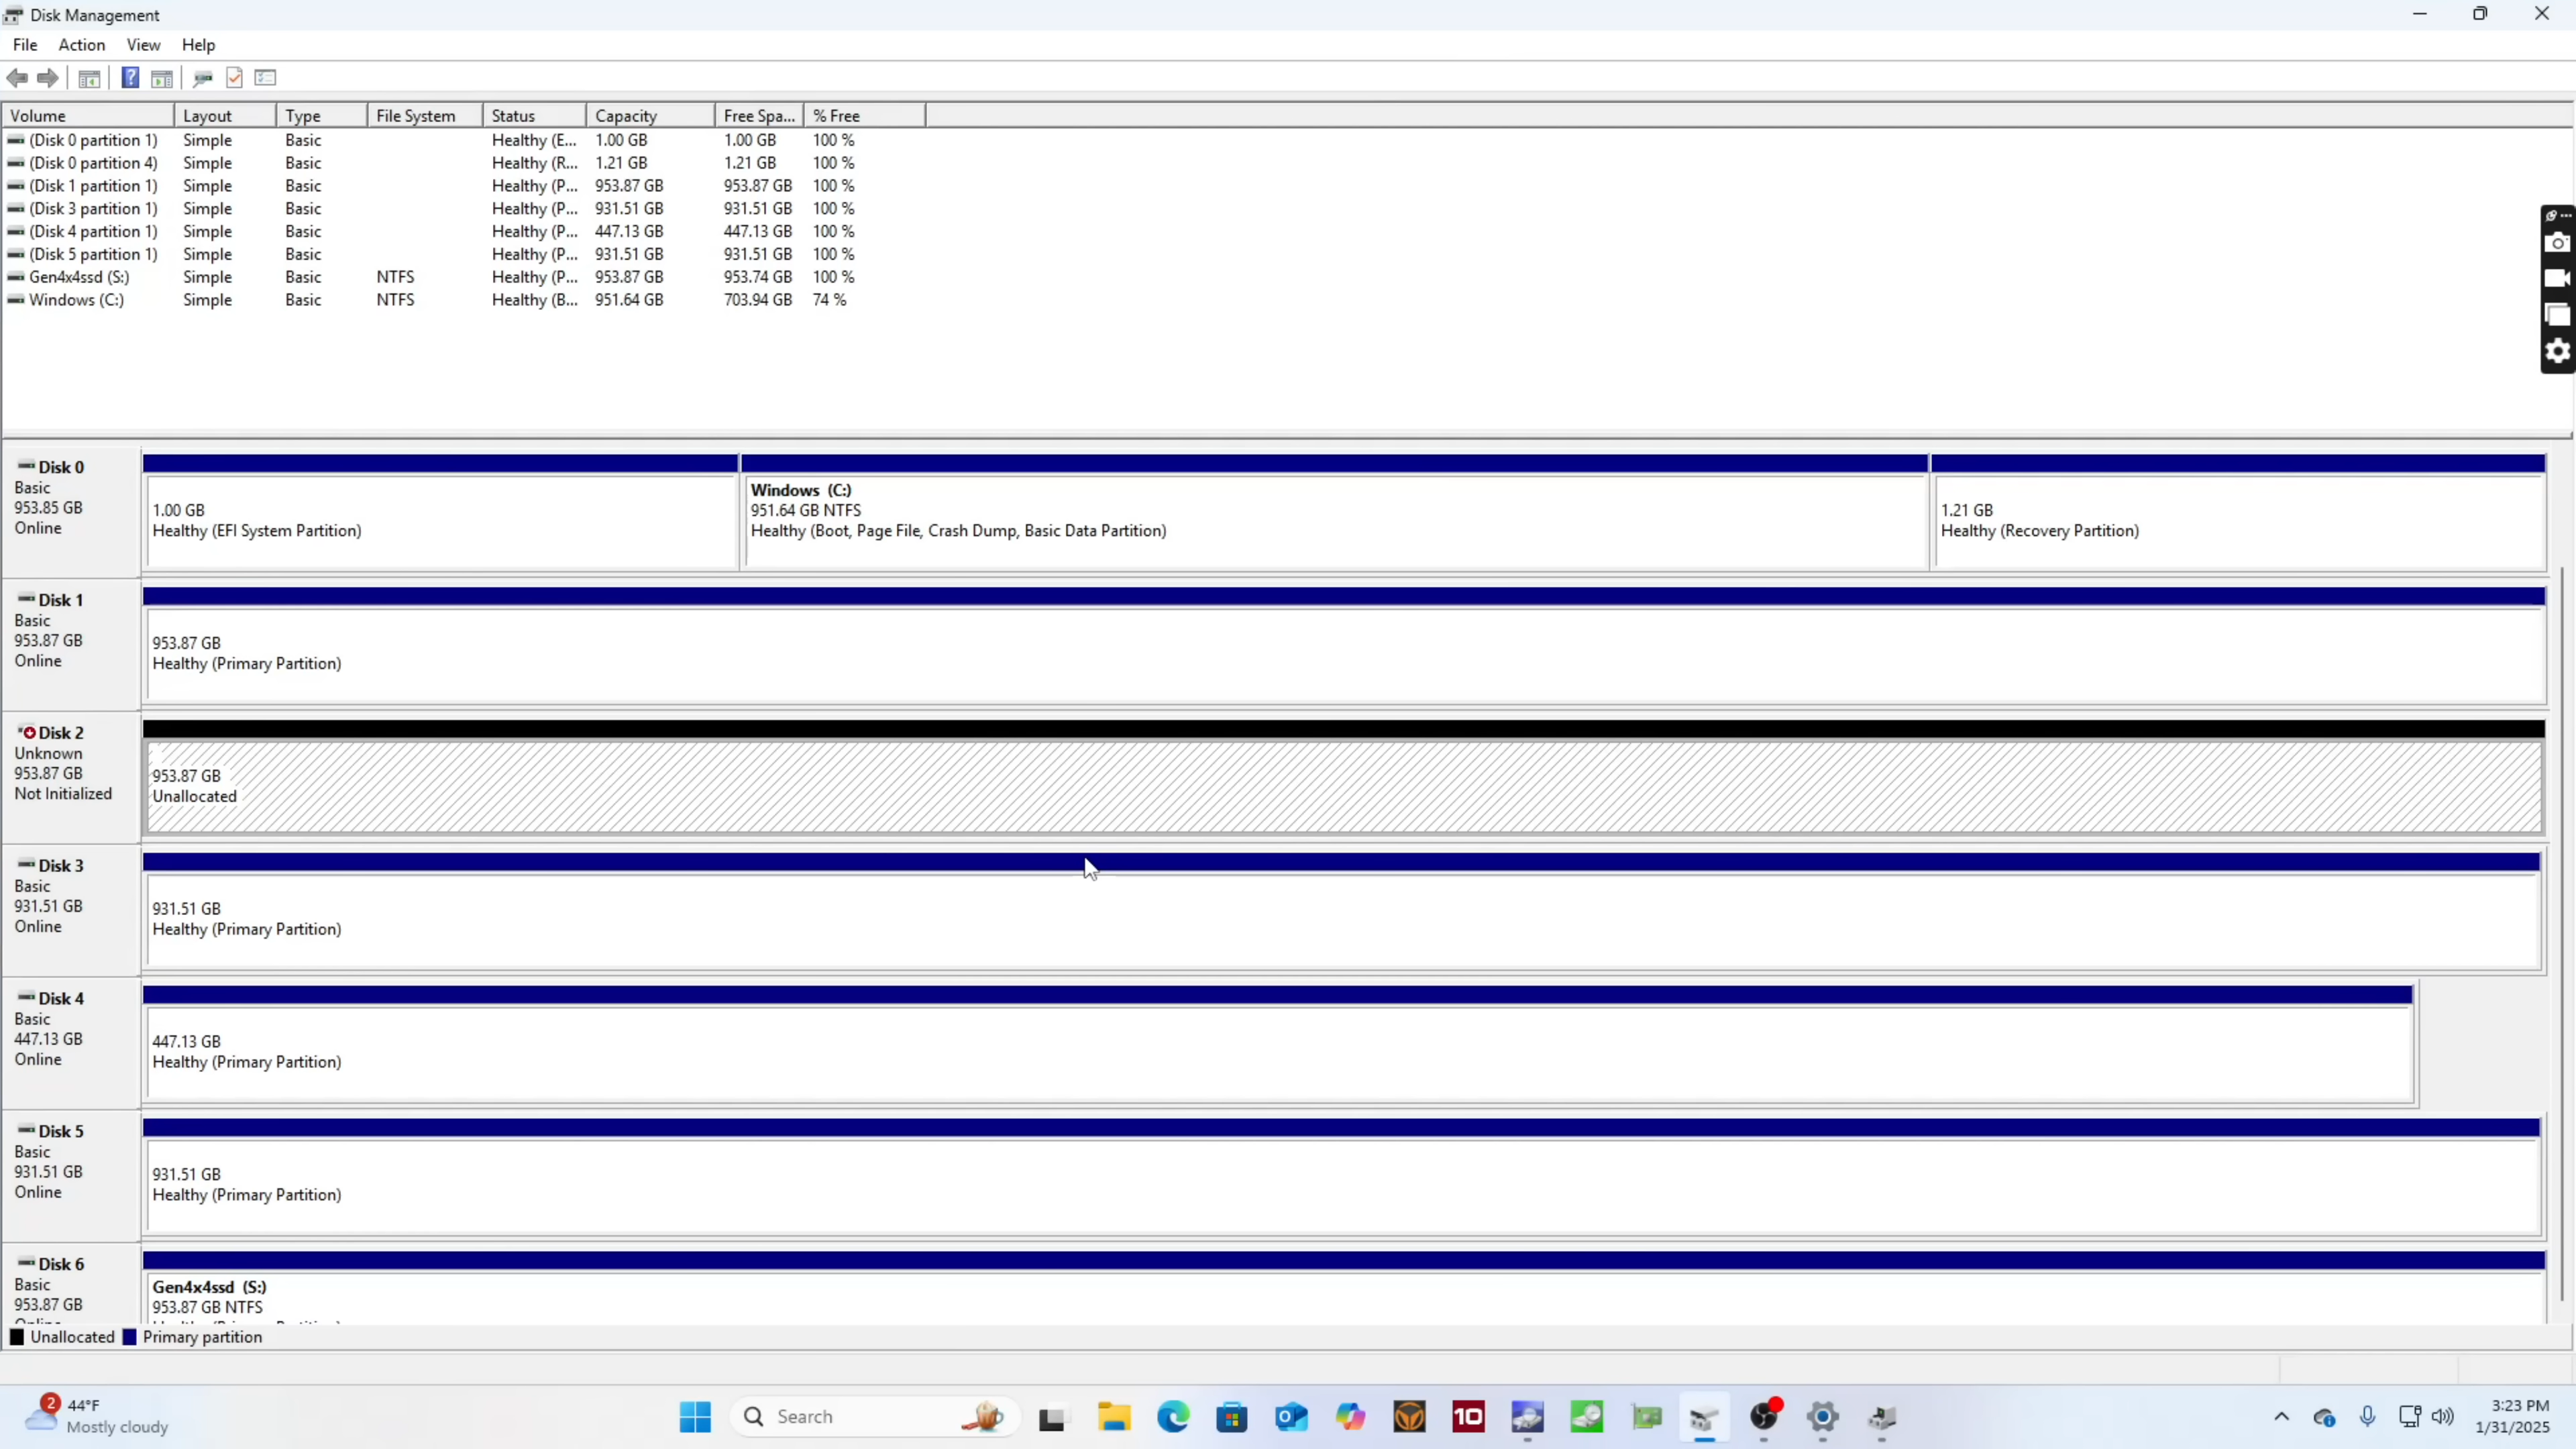 Disk Management
File Action View Help
Volume Layout Type File System Status Capacity Free Spa... % Free
(Disk 0 partition 1) Simple Basic Healthy (E... 1.00 GB 1.00 GB 100 %
(Disk 0 partition 4) Simple Basic Healthy (R... 1.21 GB 1.21 GB 100 %
(Disk 1 partition 1) Simple Basic Healthy (P... 953.87 GB 953.87 GB 100 %
(Disk 3 partition 1) Simple Basic Healthy (P... 931.51 GB 931.51 GB 100 %
(Disk 4 partition 1) Simple Basic Healthy (P... 447.13 GB 447.13 GB 100 %
(Disk 5 partition 1) Simple Basic Healthy (P... 931.51 GB 931.51 GB 100 %
Gen4x4ssd (S:) Simple Basic NTFS Healthy (P... 953.87 GB 953.74 GB 100 %
Windows (C:) Simple Basic NTFS Healthy (B... 951.64 GB 703.94 GB 74 %
Disk 0
Basic
953.85 GB
Online
1.00 GB
Healthy (EFI System Partition)
Windows (C:)
951.64 GB NTFS
Healthy (Boot, Page File, Crash Dump, Basic Data Partition)
1.21 GB
Healthy (Recovery Partition)
Disk 1
Basic
953.87 GB
Online
953.87 GB
Healthy (Primary Partition)
Disk 2
Unknown
953.87 GB
Not Initialized
953.87 GB
Unallocated
Disk 3
Basic
931.51 GB
Online
931.51 GB
Healthy (Primary Partition)
Disk 4
Basic
447.13 GB
Online
447.13 GB
Healthy (Primary Partition)
Disk 5
Basic
931.51 GB
Online
931.51 GB
Healthy (Primary Partition)
Disk 6
Basic
953.87 GB
Gen4x4ssd (S:)
953.87 GB NTFS
Unallocated Primary partition
2
44°F
Mostly cloudy
Search
10
3:23 PM
1/31/2025